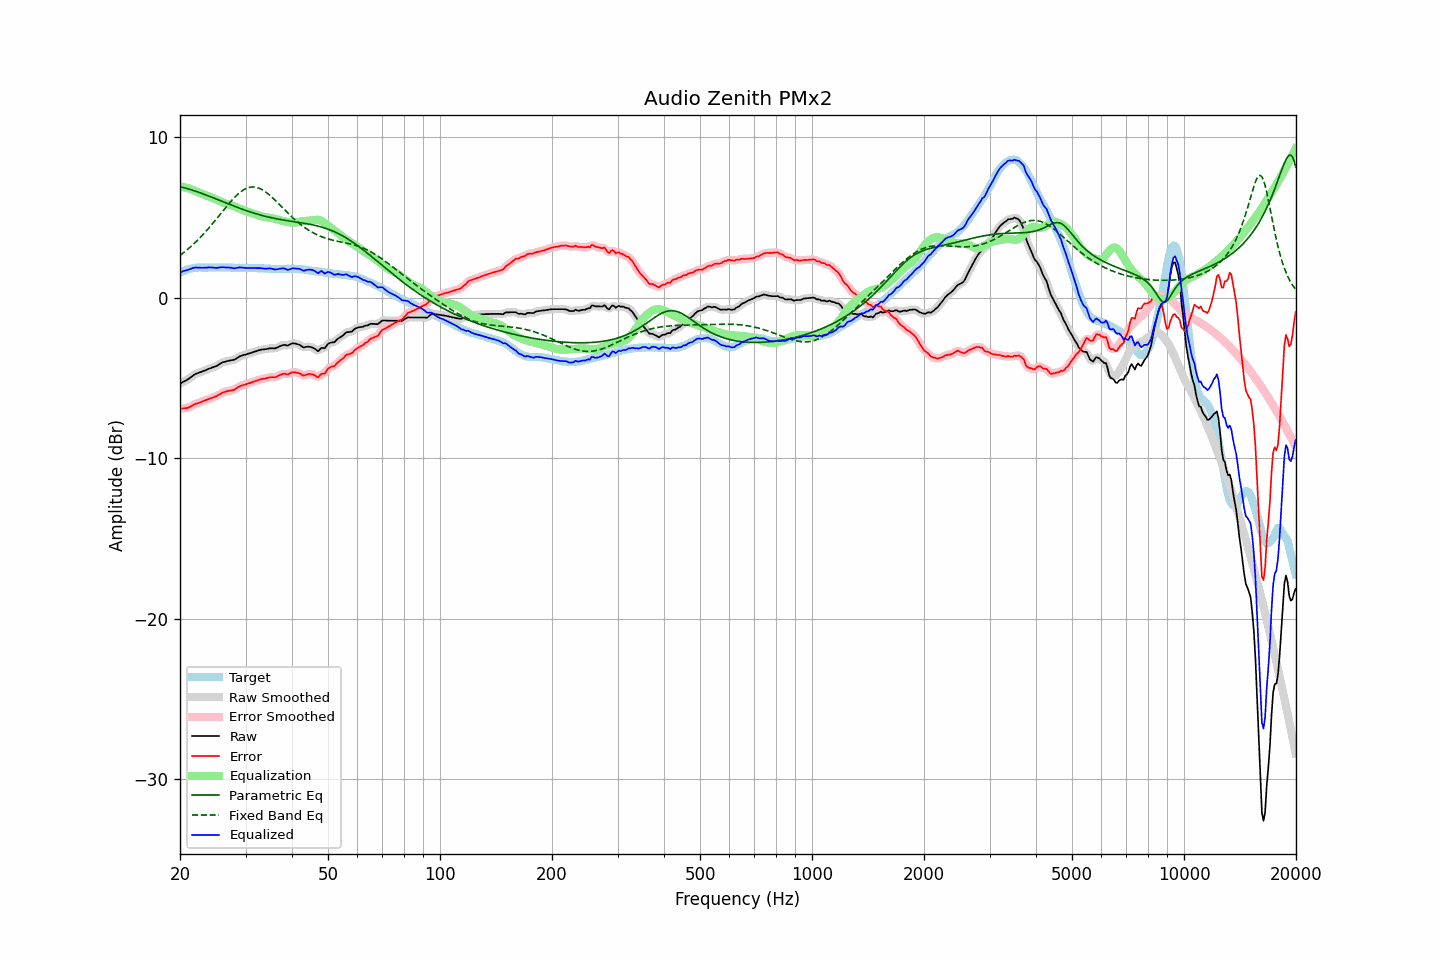 Audio Zenith PMx2
10
0
−10
−20
−30
Amplitude (dBr)
Target
Raw Smoothed
Error Smoothed
Raw
Error
Equalization
Parametric Eq
Fixed Band Eq
Equalized
20 50 100 200 500 1000 2000 5000 10000 20000
Frequency (Hz)